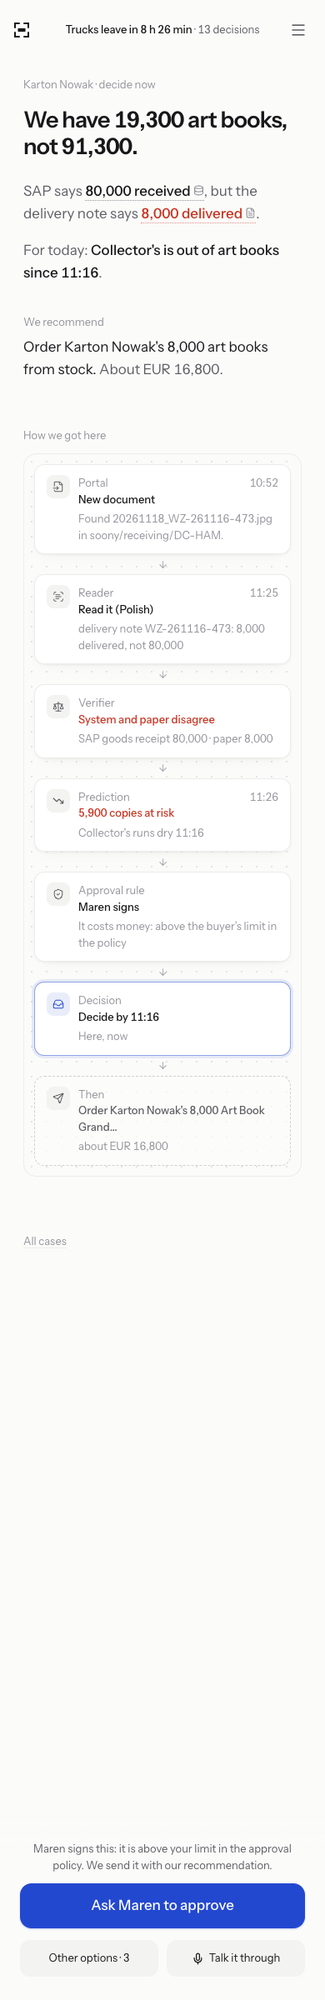 Trucks leave in 8 h 26 min · 13 decisions
Karton Nowak · decide now
We have 19,300 art books,
not 91,300.
SAP says 80,000 received, but the
delivery note says 8,000 delivered.
For today: Collector's is out of art books
since 11:16.
We recommend
Order Karton Nowak's 8,000 art books
from stock. About EUR 16,800.
How we got here
Portal 10:52
New document
Found 20261118_WZ-261116-473.jpg
in soony/receiving/DC-HAM.
Reader 11:25
Read it (Polish)
delivery note WZ-261116-473: 8,000
delivered, not 80,000
Verifier
System and paper disagree
SAP goods receipt 80,000 · paper 8,000
Prediction 11:26
5,900 copies at risk
Collector's runs dry 11:16
Approval rule
Maren signs
It costs money: above the buyer's limit in
the policy
Decision
Decide by 11:16
Here, now
Then
Order Karton Nowak's 8,000 Art Book
Grand...
about EUR 16,800
All cases
Maren signs this: it is above your limit in the approval
policy. We send it with our recommendation.
Ask Maren to approve
Other options · 3
Talk it through